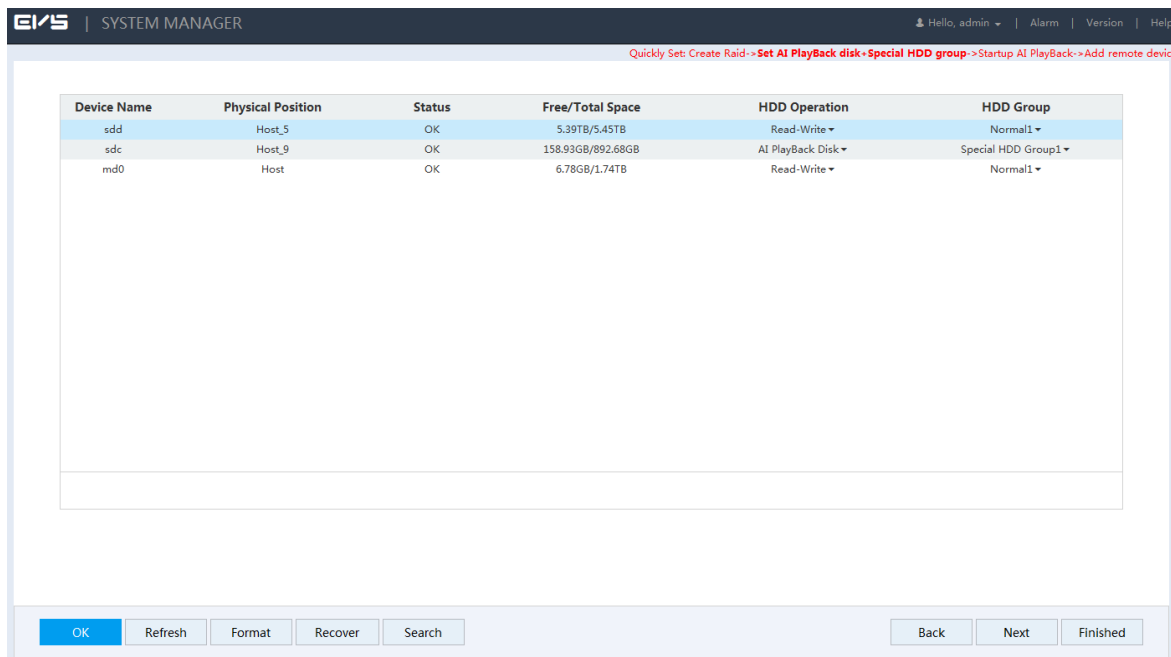 EVS | SYSTEM MANAGER Hello, admin | Alarm | Version | Help
Quickly Set: Create Raid->Set AI PlayBack disk+Special HDD group->Startup AI PlayBack->Add remote devic
Device Name Physical Position Status Free/Total Space HDD Operation HDD Group
sdd Host_5 OK 5.39TB/5.45TB Read-Write Normal1
sdc Host_9 OK 158.93GB/892.68GB AI PlayBack Disk Special HDD Group1
md0 Host OK 6.78GB/1.74TB Read-Write Normal1
OK Refresh Format Recover Search Back Next Finished